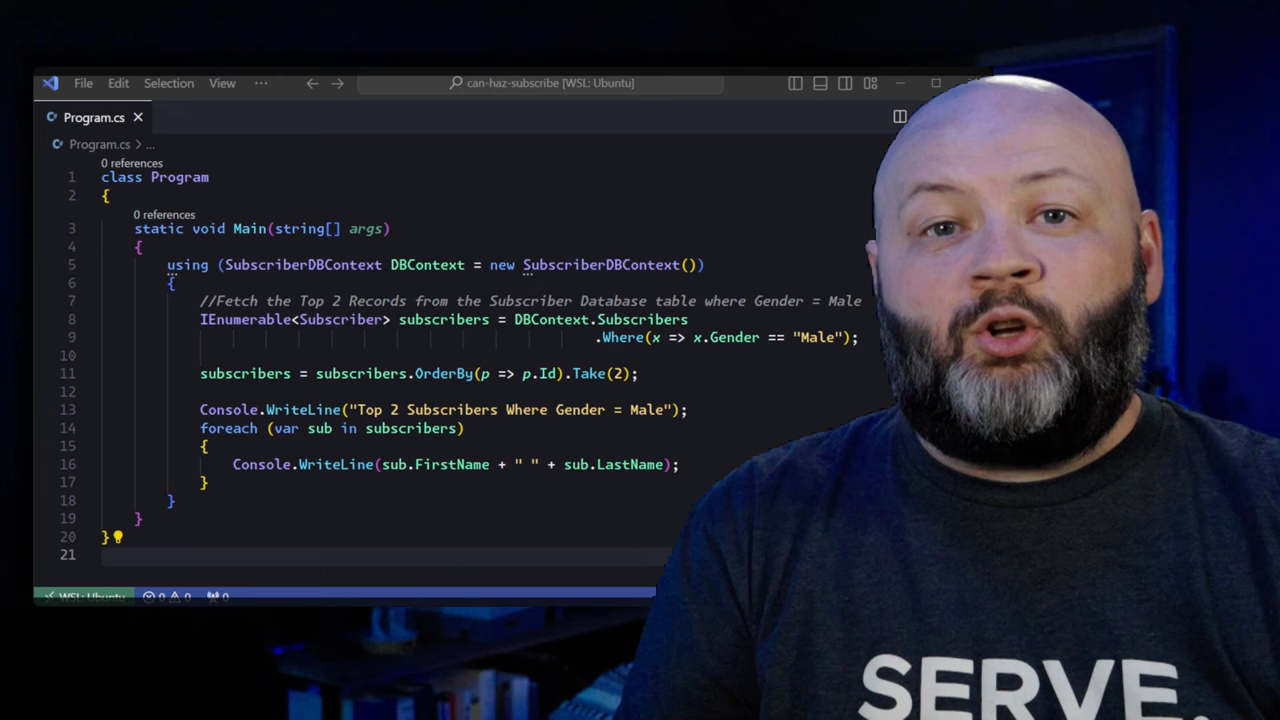 File Edit Selection View ··· can-haz-subscribe [WSL: Ubuntu]
Program.cs
Program.cs > ...
0 references
1 class Program
2 {
0 references
3 static void Main(string[] args)
4 {
5 using (SubscriberDBContext DBContext = new SubscriberDBContext())
6 {
7 //Fetch the Top 2 Records from the Subscriber Database table where Gender = Male
8 IEnumerable<Subscriber> subscribers = DBContext.Subscribers
9 .Where(x => x.Gender == "Male");
10
11 subscribers = subscribers.OrderBy(p => p.Id).Take(2);
12
13 Console.WriteLine("Top 2 Subscribers Where Gender = Male");
14 foreach (var sub in subscribers)
15 {
16 Console.WriteLine(sub.FirstName + " " + sub.LastName);
17 }
18 }
19 }
20 }
21
WSL: Ubuntu 0 0 0
SERVE